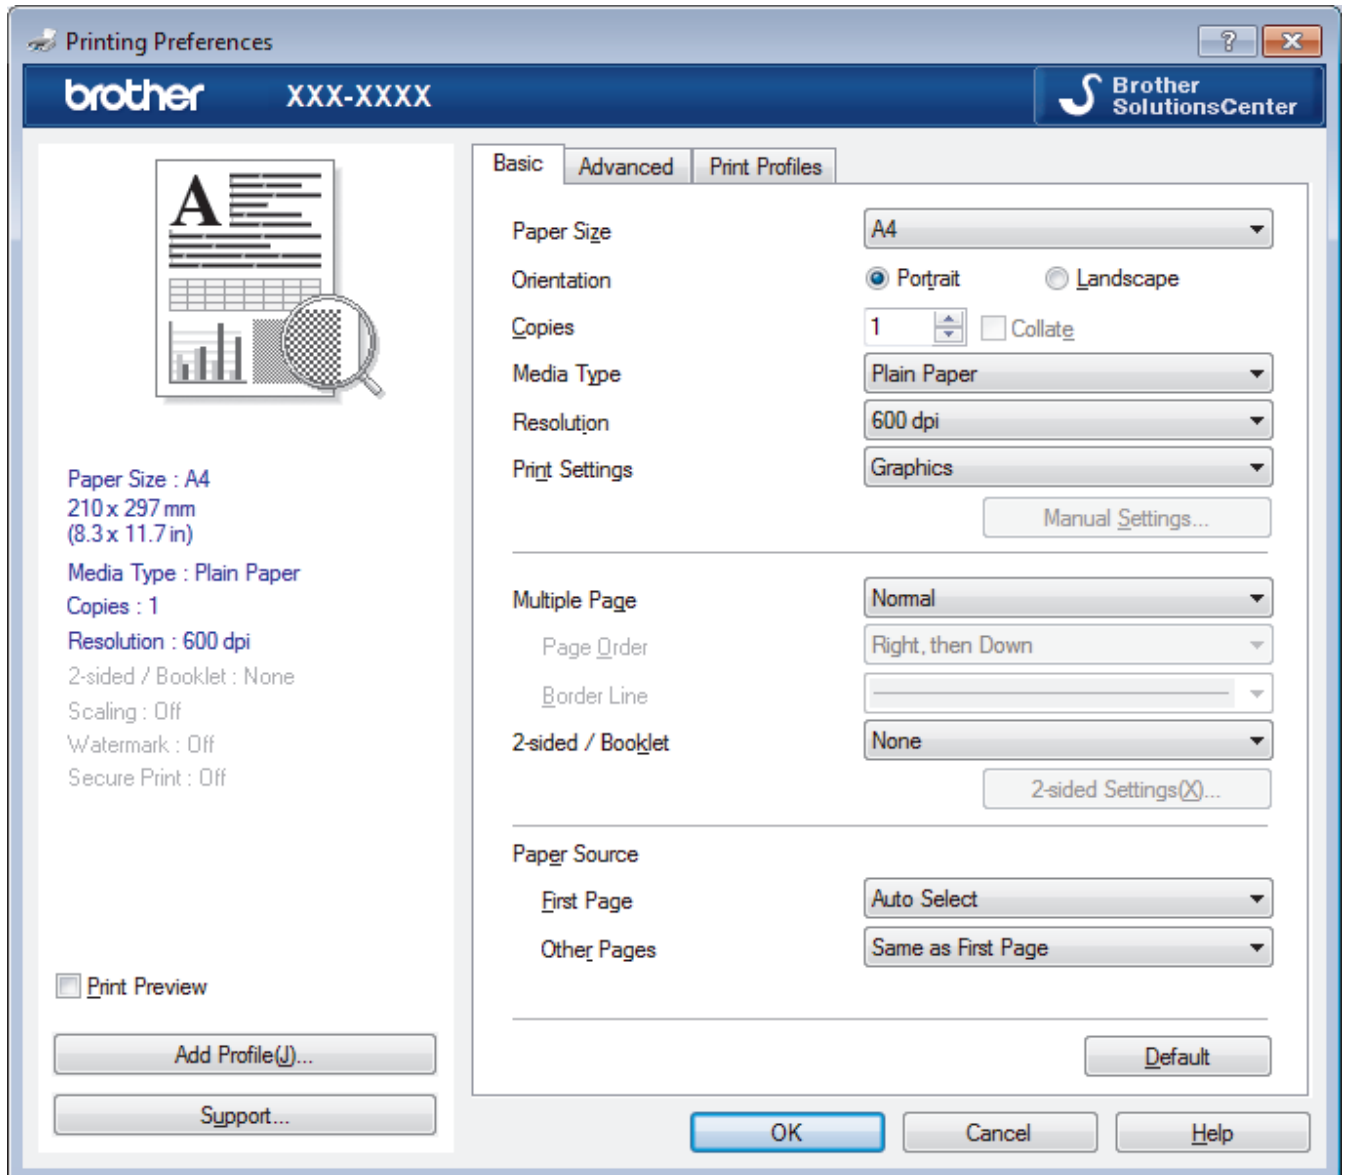 Printing Preferences
brother XXX-XXXX
Brother
SolutionsCenter
A
Paper Size : A4
210 x 297 mm
(8.3 x 11.7 in)
Media Type : Plain Paper
Copies : 1
Resolution : 600 dpi
2-sided / Booklet : None
Scaling : Off
Watermark : Off
Secure Print : Off
Print Preview
Add Profile(J)...
Support...
Basic Advanced Print Profiles
Paper Size A4
Orientation Portrait Landscape
Copies 1 Collate
Media Type Plain Paper
Resolution 600 dpi
Print Settings Graphics
Manual Settings...
Multiple Page Normal
Page Order Right, then Down
Border Line
2-sided / Booklet None
2-sided Settings(X)...
Paper Source
First Page Auto Select
Other Pages Same as First Page
Default
OK Cancel Help